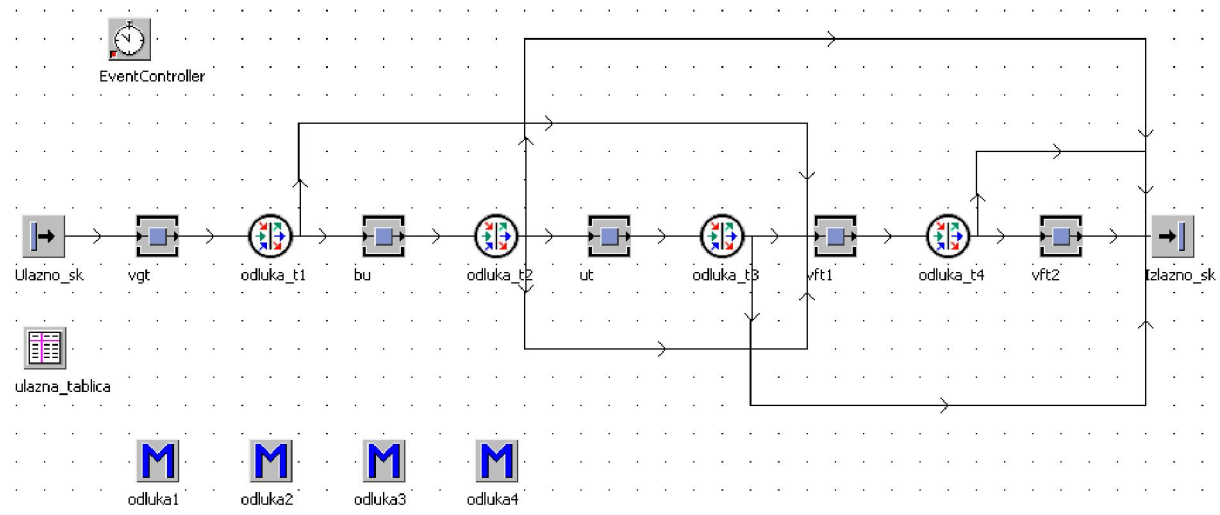 EventController
Ulazno_sk
vgt
odluka_t1
bu
odluka_t2
ut
odluka_t3
vft1
odluka_t4
vft2
Izlazno_sk
ulazna_tablica
M
M
M
M
odluka1
odluka2
odluka3
odluka4